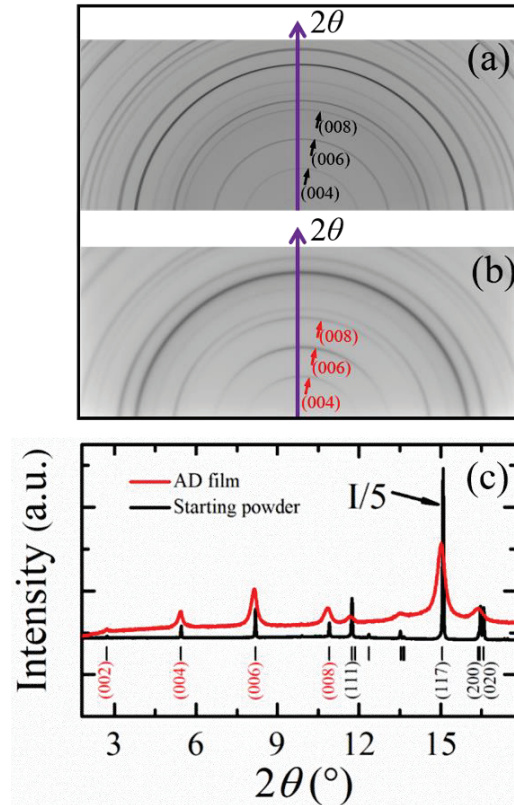 2θ
(a)
(008)
(006)
(004)
2θ
(b)
(008)
(006)
(004)
(c)
AD film
Starting powder
I/5
Intensity (a.u.)
(002)
(004)
(006)
(008)
(111)
(117)
(200)
(020)
3 6 9 12 15
2θ (°)